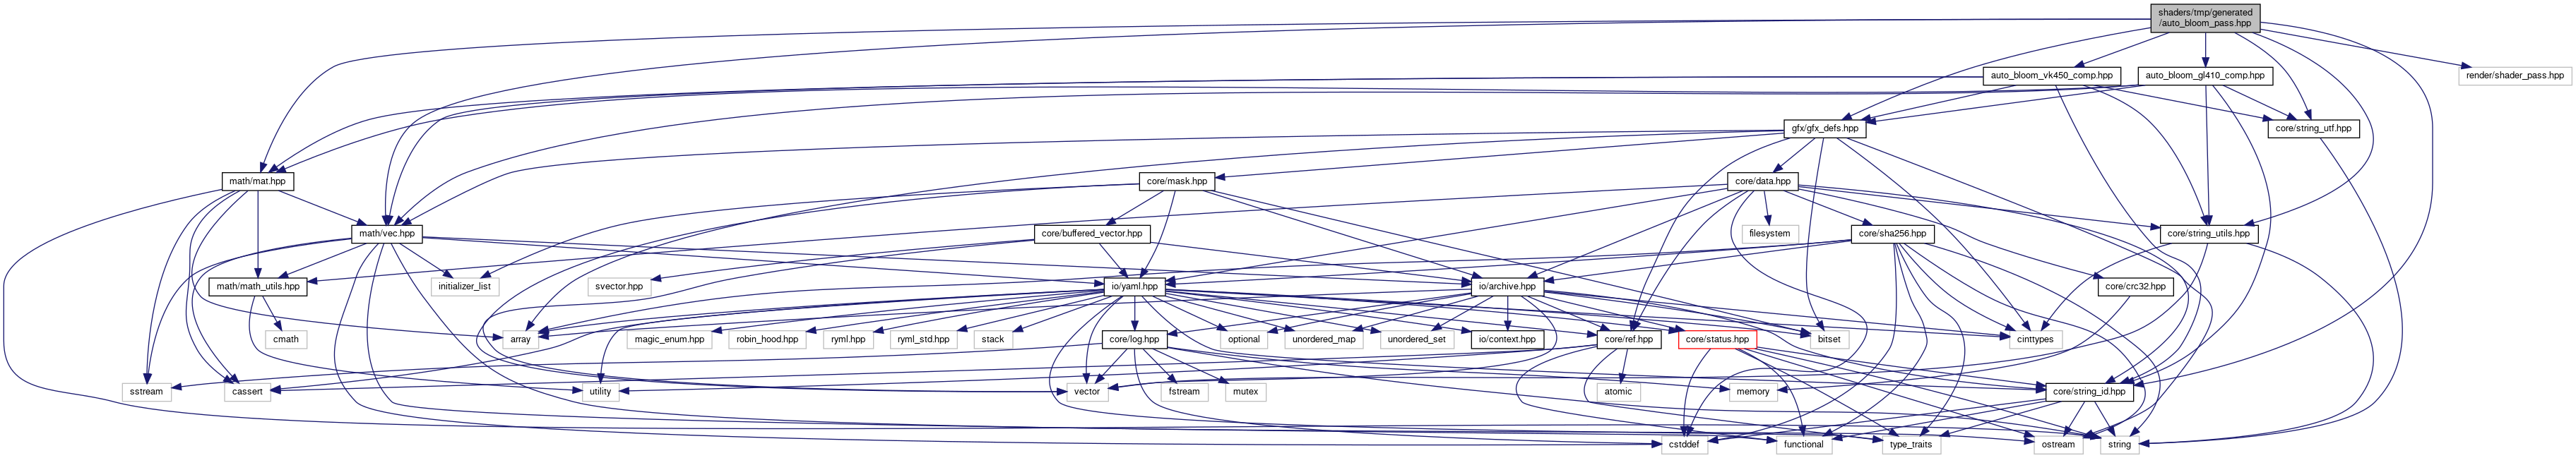 shaders/tmp/generated
/auto_bloom_pass.hpp
auto_bloom_vk450_comp.hpp
auto_bloom_gl410_comp.hpp
render/shader_pass.hpp
gfx/gfx_defs.hpp
core/string_utf.hpp
math/mat.hpp
core/mask.hpp
core/data.hpp
math/vec.hpp
core/buffered_vector.hpp
filesystem
core/sha256.hpp
core/string_utils.hpp
math/math_utils.hpp
initializer_list
svector.hpp
io/yaml.hpp
io/archive.hpp
core/crc32.hpp
cmath
array
magic_enum.hpp
robin_hood.hpp
ryml.hpp
ryml_std.hpp
stack
core/log.hpp
optional
unordered_map
unordered_set
io/context.hpp
core/ref.hpp
core/status.hpp
bitset
cinttypes
sstream
cassert
utility
vector
fstream
mutex
atomic
memory
core/string_id.hpp
cstddef
functional
type_traits
ostream
string